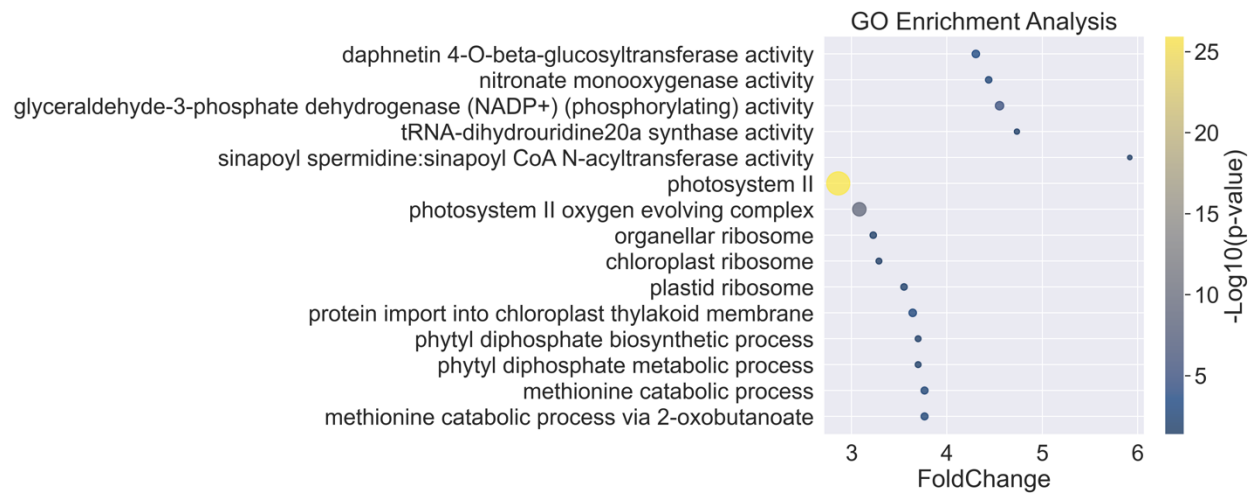 GO Enrichment Analysis
daphnetin 4-O-beta-glucosyltransferase activity
nitronate monooxygenase activity
glyceraldehyde-3-phosphate dehydrogenase (NADP+) (phosphorylating) activity
tRNA-dihydrouridine20a synthase activity
sinapoyl spermidine:sinapoyl CoA N-acyltransferase activity
photosystem II
photosystem II oxygen evolving complex
organellar ribosome
chloroplast ribosome
plastid ribosome
protein import into chloroplast thylakoid membrane
phytyl diphosphate biosynthetic process
phytyl diphosphate metabolic process
methionine catabolic process
methionine catabolic process via 2-oxobutanoate
3 4 5 6
FoldChange
25
20
15
10
5
-Log10(p-value)